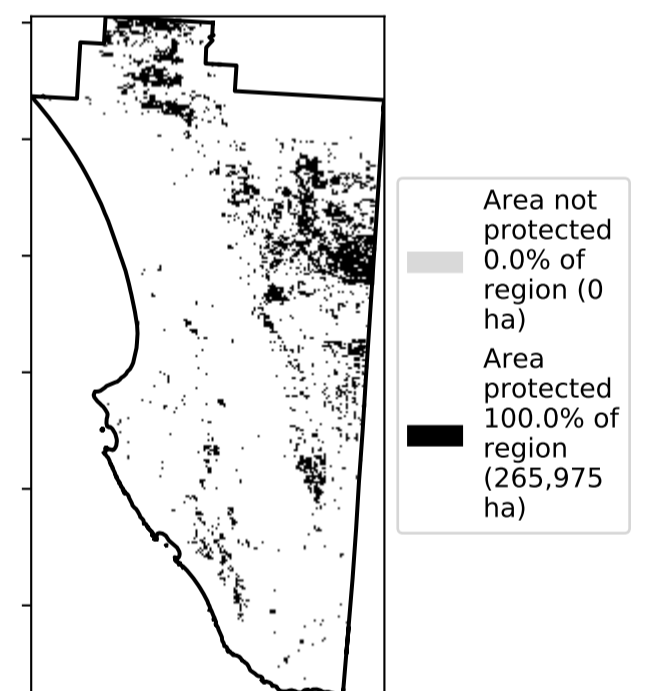 Area not
protected
0.0% of
region (0
ha)
Area
protected
100.0% of
region
(265,975
ha)